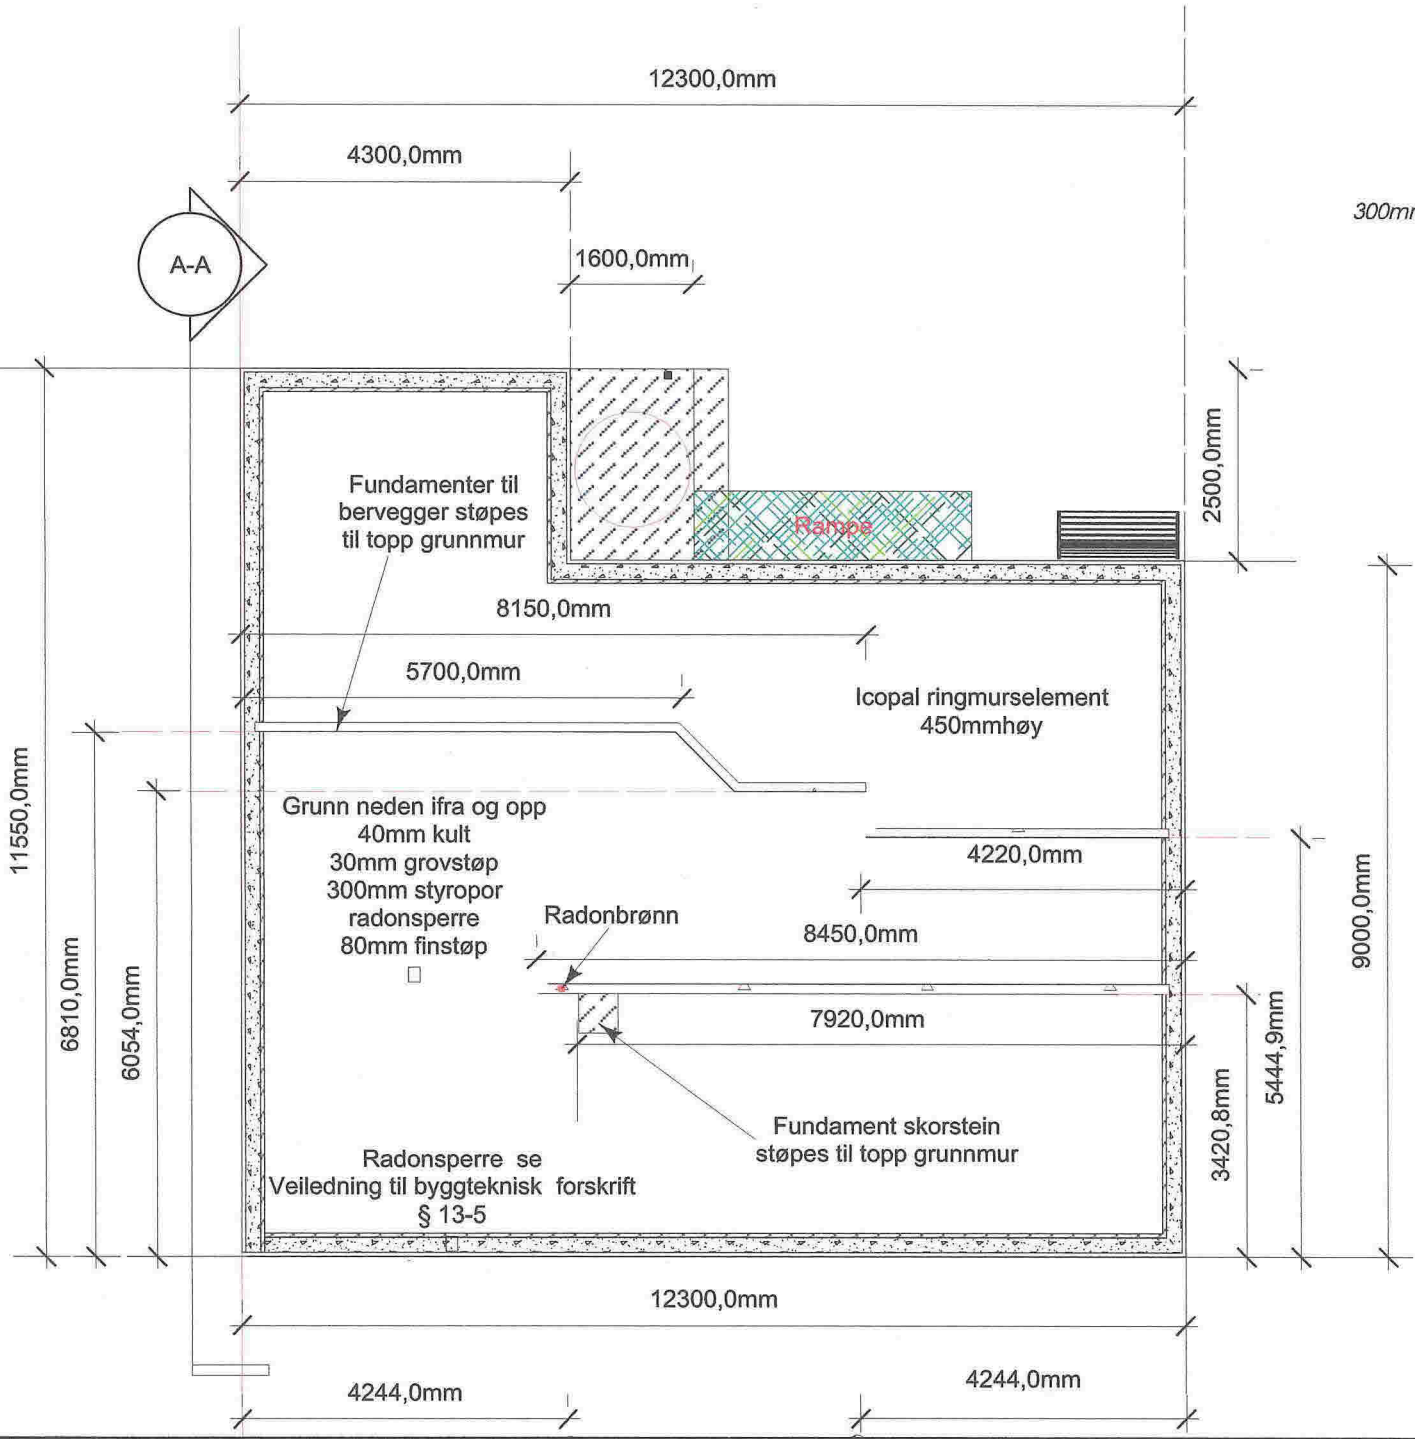 12300,0mm
4300,0mm
300m
A-A
1600,0mm
2500,0mm
Fundamenter til
bervegger støpes
til topp grunnmur
Rampe
8150,0mm
5700,0mm
Icopal ringmurselement
450mmhøy
11550,0mm
6810,0mm
6054,0mm
Grunn neden ifra og opp
40mm kult
30mm grovstøp
300mm styropor
radonsperre
80mm finstøp
4220,0mm
Radonbrønn
8450,0mm
7920,0mm
9000,0mm
5444,9mm
3420,8mm
Fundament skorstein
støpes til topp grunnmur
Radonsperre se
Veiledning til byggteknisk forskrift
§ 13-5
12300,0mm
4244,0mm
4244,0mm